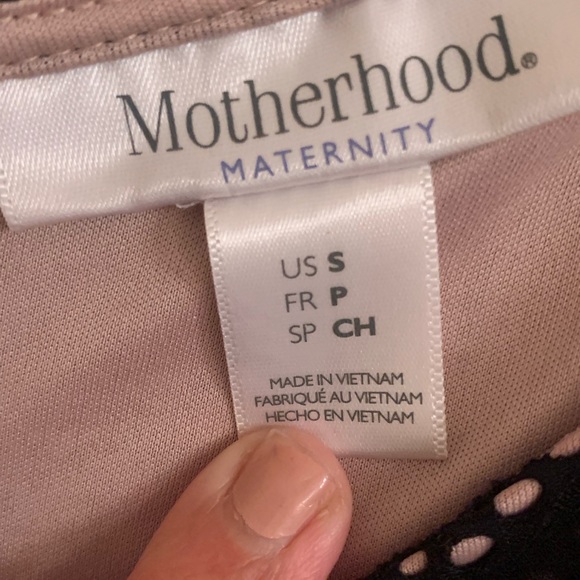 Motherhood®
MATERNITY
US S
FR P
SP CH
MADE IN VIETNAM
FABRIQUÉ AU VIETNAM
HECHO EN VIETNAM